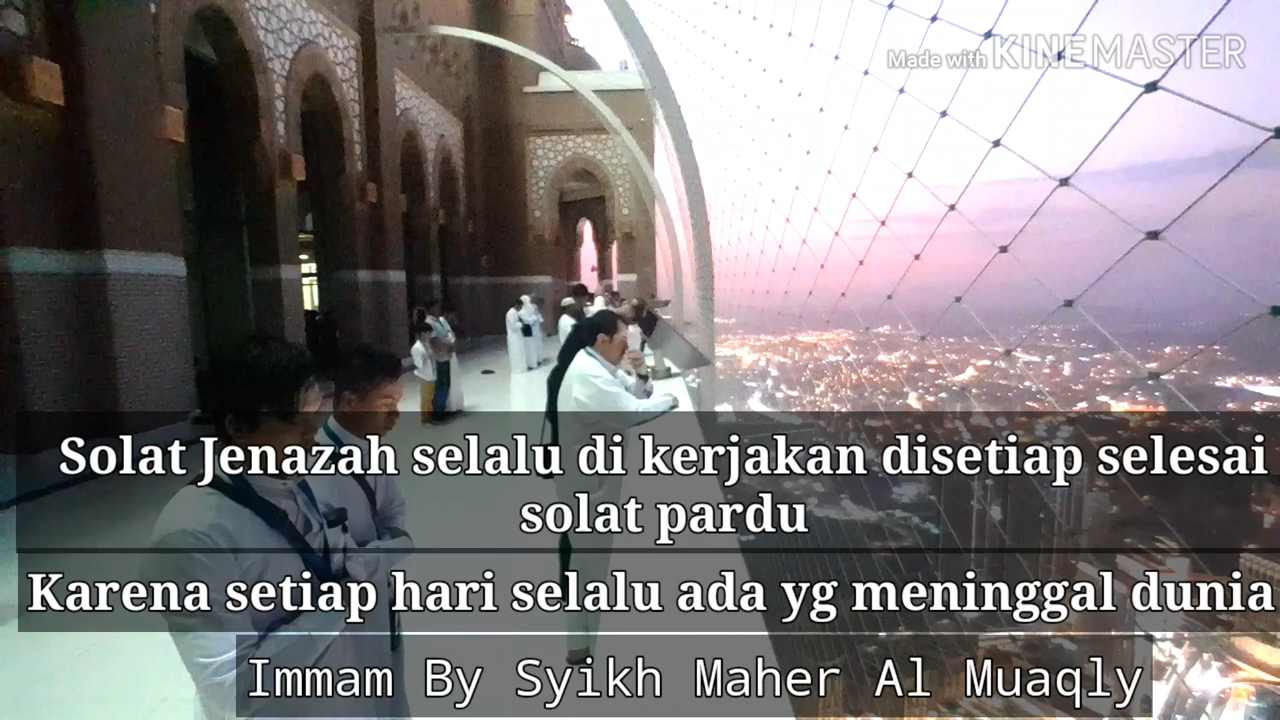 Made with KINEMASTER
Solat Jenazah selalu di kerjakan disetiap selesai
solat pardu
Karena setiap hari selalu ada yg meninggal dunia
Immam By Syikh Maher Al Muaqly